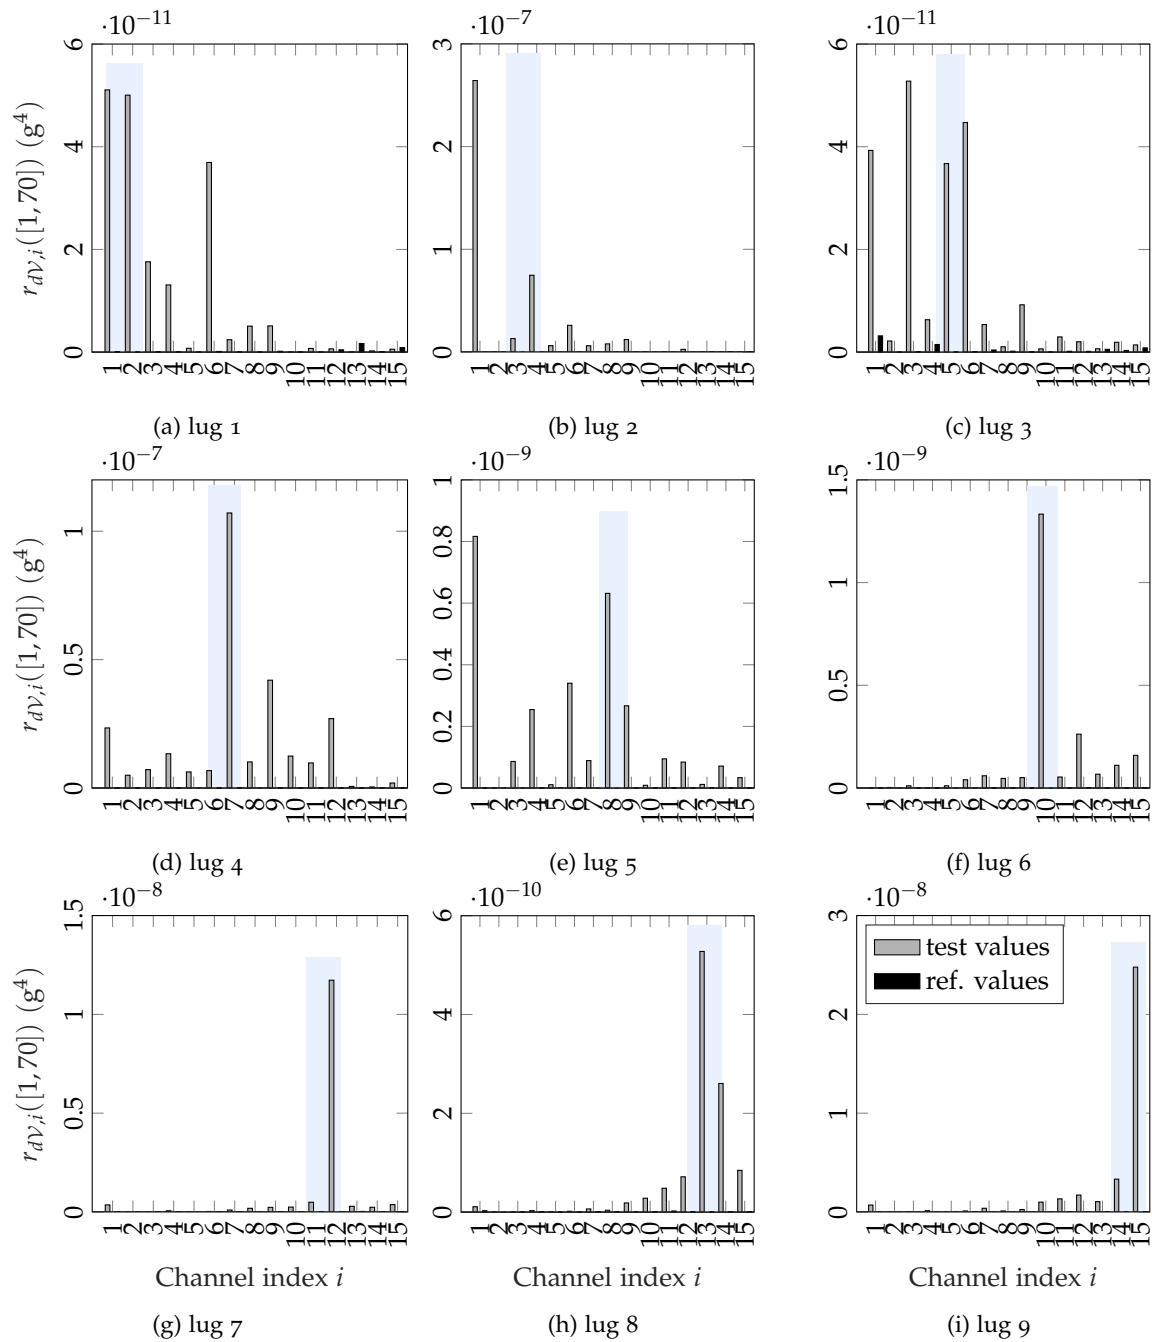 ·10⁻¹¹ ·10⁻⁷ ·10⁻¹¹
r_{dV,i}([1, 70]) (g⁴)
0 2 4 6
1 2 3 4 5 6 7 8 9 10 11 12 13 14 15
(a) lug 1
0 1 2 3
1 2 3 4 5 6 7 8 9 10 11 12 13 14 15
(b) lug 2
0 2 4 6
1 2 3 4 5 6 7 8 9 10 11 12 13 14 15
(c) lug 3
·10⁻⁷ ·10⁻⁹ ·10⁻⁹
r_{dV,i}([1, 70]) (g⁴)
0 0.5 1
1 2 3 4 5 6 7 8 9 10 11 12 13 14 15
(d) lug 4
0 0.2 0.4 0.6 0.8 1
1 2 3 4 5 6 7 8 9 10 11 12 13 14 15
(e) lug 5
0 0.5 1 1.5
1 2 3 4 5 6 7 8 9 10 11 12 13 14 15
(f) lug 6
·10⁻⁸ ·10⁻¹⁰ ·10⁻⁸
r_{dV,i}([1, 70]) (g⁴)
0 0.5 1 1.5
1 2 3 4 5 6 7 8 9 10 11 12 13 14 15
Channel index i
(g) lug 7
0 2 4 6
1 2 3 4 5 6 7 8 9 10 11 12 13 14 15
Channel index i
(h) lug 8
test values
ref. values
0 1 2 3
1 2 3 4 5 6 7 8 9 10 11 12 13 14 15
Channel index i
(i) lug 9